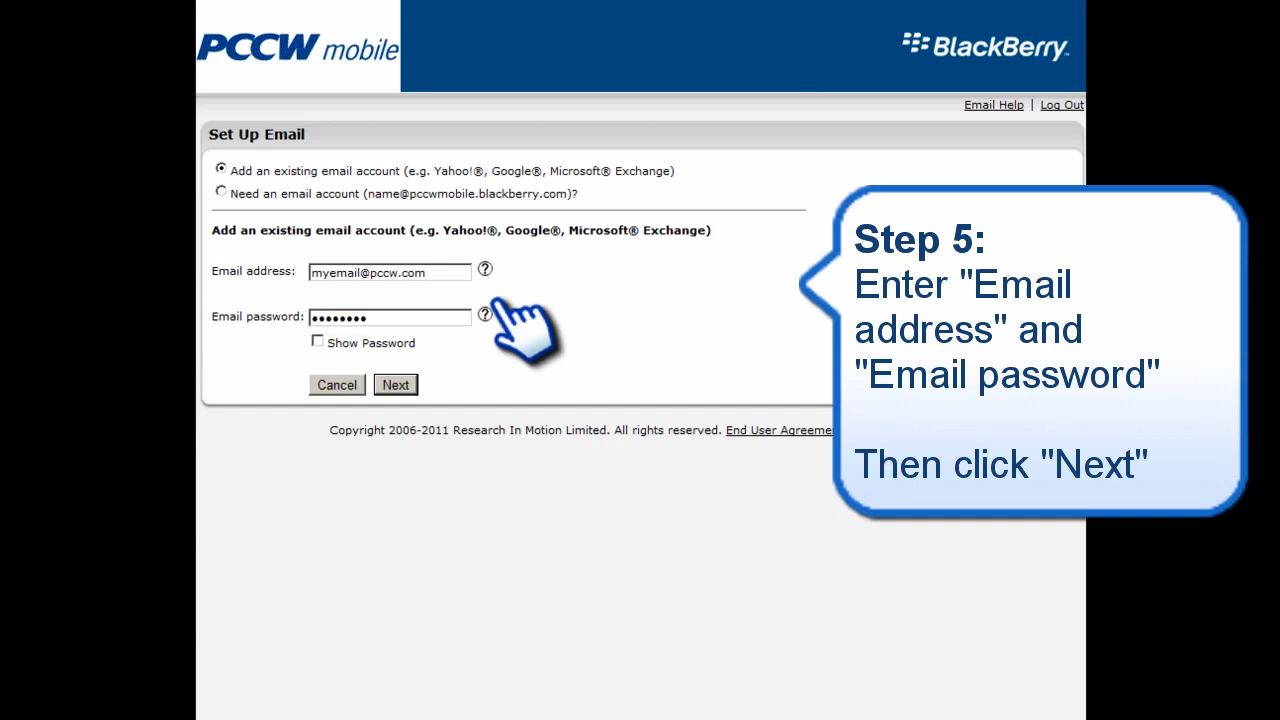 PCCW mobile
BlackBerry
Email Help | Log Out
Set Up Email
Add an existing email account (e.g. Yahoo!®, Google®, Microsoft® Exchange)
Need an email account (name@pccwmobile.blackberry.com)?
Add an existing email account (e.g. Yahoo!®, Google®, Microsoft® Exchange)
Email address: myemail@pccw.com
Email password: ••••••••
Show Password
Cancel Next
Copyright 2006-2011 Research In Motion Limited. All rights reserved. End User Agreeme
Step 5:
Enter "Email
address" and
"Email password"
Then click "Next"